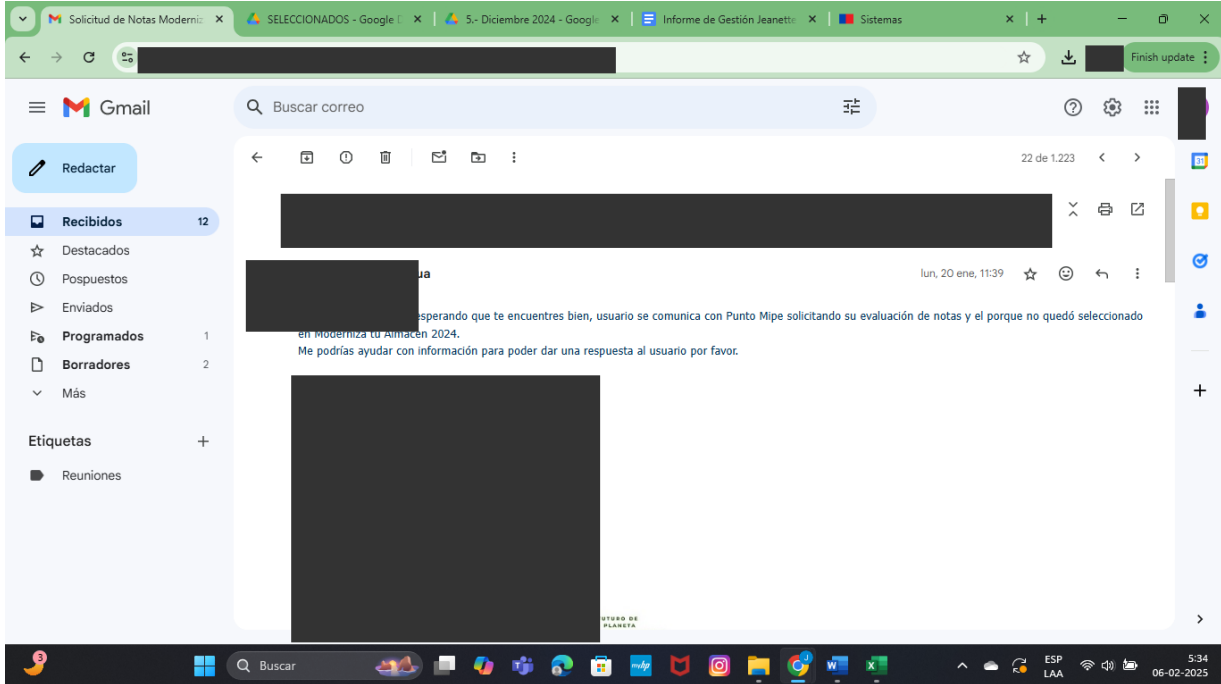 Solicitud de Notas Moderniz
SELECCIONADOS - Google D
5.- Diciembre 2024 - Google
Informe de Gestión Jeanette
Sistemas
Finish update
Gmail
Buscar correo
Redactar
22 de 1.223
31
Recibidos 12
Destacados
Pospuestos
Enviados
Programados 1
Borradores 2
Más
Etiquetas
Reuniones
ua
lun, 20 ene, 11:39
esperando que te encuentres bien, usuario se comunica con Punto Mipe solicitando su evaluación de notas y el porque no quedó seleccionado
en Moderniza tu Almacén 2024.
Me podrías ayudar con información para poder dar una respuesta al usuario por favor.
UTURO DE
PLANETA
3
Buscar
myhp
ESP
LAA
5:34
06-02-2025